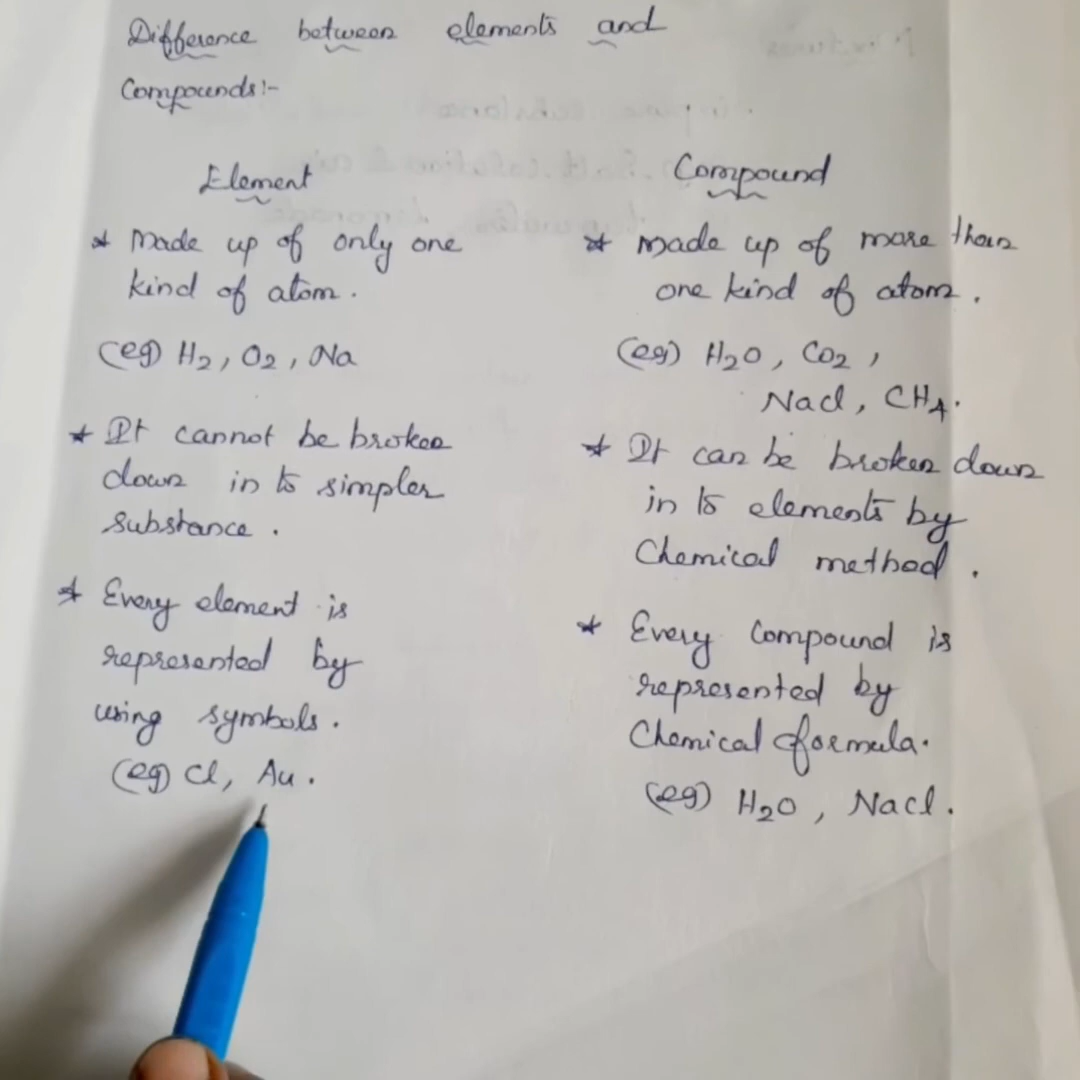 Difference between elements and
Compounds:-
Element
* Made up of only one
kind of atom.
(eg) H2, O2, Na
* It cannot be broken
down in to simpler
substance.
* Every element is
represented by
using symbols.
(eg) Cl, Au.
Compound
* Made up of more than
one kind of atom.
(eg) H2O, CO2,
NaCl, CH4.
* It can be broken down
in to elements by
Chemical method.
* Every Compound is
represented by
Chemical formula.
(eg) H2O, NaCl.